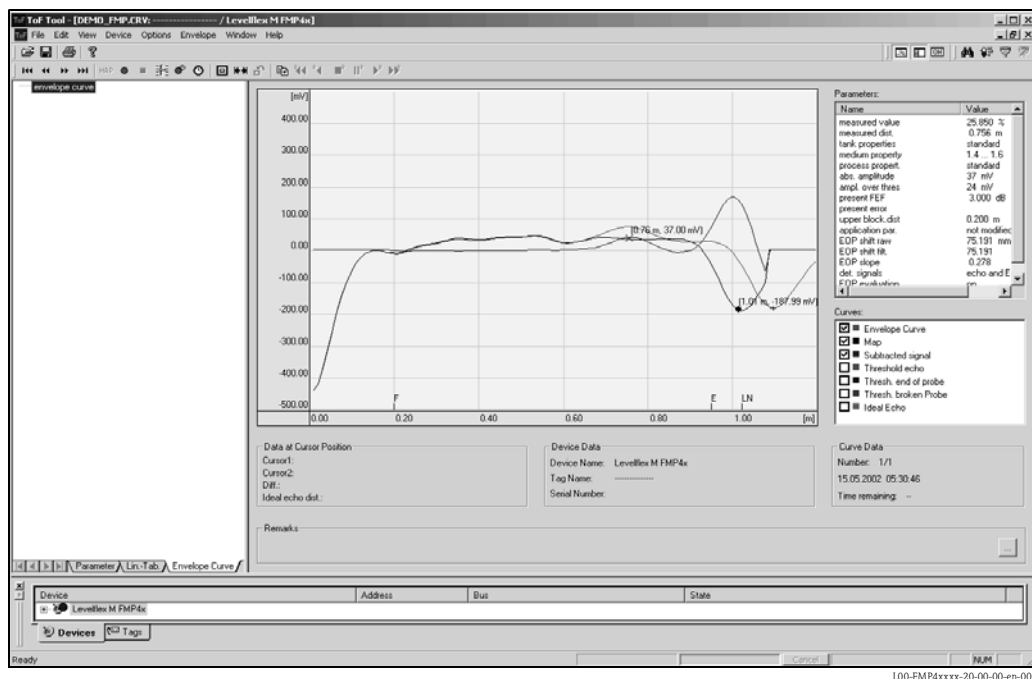 ToF Tool - [DEMO_FMP.CRV: ---------------- / Levelflex M FMP4x]
File Edit View Device Options Envelope Window Help
MAP
envelope curve
[mV]
400.00
300.00
200.00
100.00
0.00
-100.00
-200.00
-300.00
-400.00
-500.00
[0.76 m, 37.00 mV)
[1.01 m, -187.99 mV)
F E LN
0.00 0.20 0.40 0.60 0.80 1.00 [m]
Parameters:
Name Value
measured value 25.850 %
measured dist. 0.756 m
tank properties standard
medium property 1.4 ... 1.6
process propert. standard
abs. amplitude 37 mV
ampl. over thres 24 mV
present FEF 3.000 dB
present error
upper block.dist 0.200 m
application par. not modified
EOP shift raw 75.191 mm
EOP shift filt. 75.191
EOP slope 0.278
det. signals echo and E
EOP evaluation on
Curves:
Envelope Curve
Map
Subtracted signal
Threshold echo
Thresh. end of probe
Thresh. broken Probe
Ideal Echo
Data at Cursor Position
Cursor1:
Cursor2:
Diff.:
Ideal echo dist.:
Device Data
Device Name: Levelflex M FMP4x
Tag Name: --------------
Serial Number:
Curve Data
Number: 1/1
15.05.2002 05:30:46
Time remaining: --
Remarks
...
Parameter Lin.-Tab. Envelope Curve
Device Address Bus State
Levelflex M FMP4x
Devices Tags
Ready Cancel NUM
L00-FMP4xxxx-20-00-00-en-00